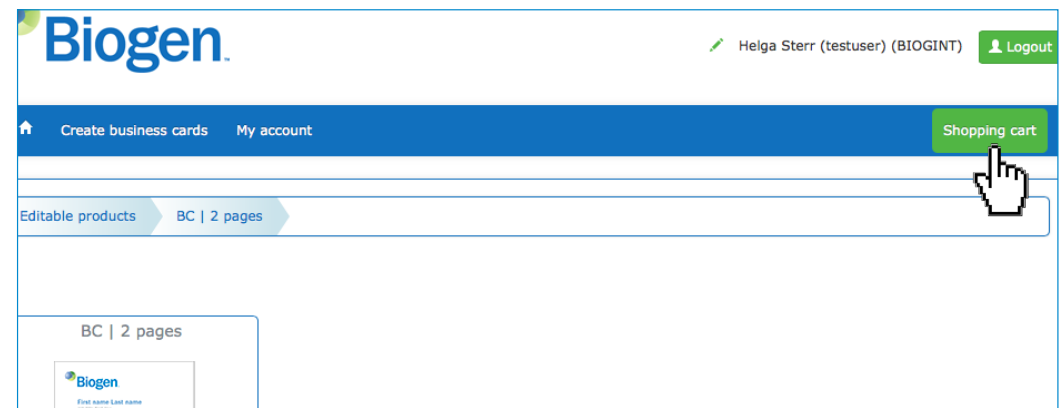 Biogen™
Helga Sterr (testuser) (BIOGINT)
Logout
Create business cards
My account
Shopping cart
Editable products
BC | 2 pages
BC | 2 pages
Biogen
First name Last name